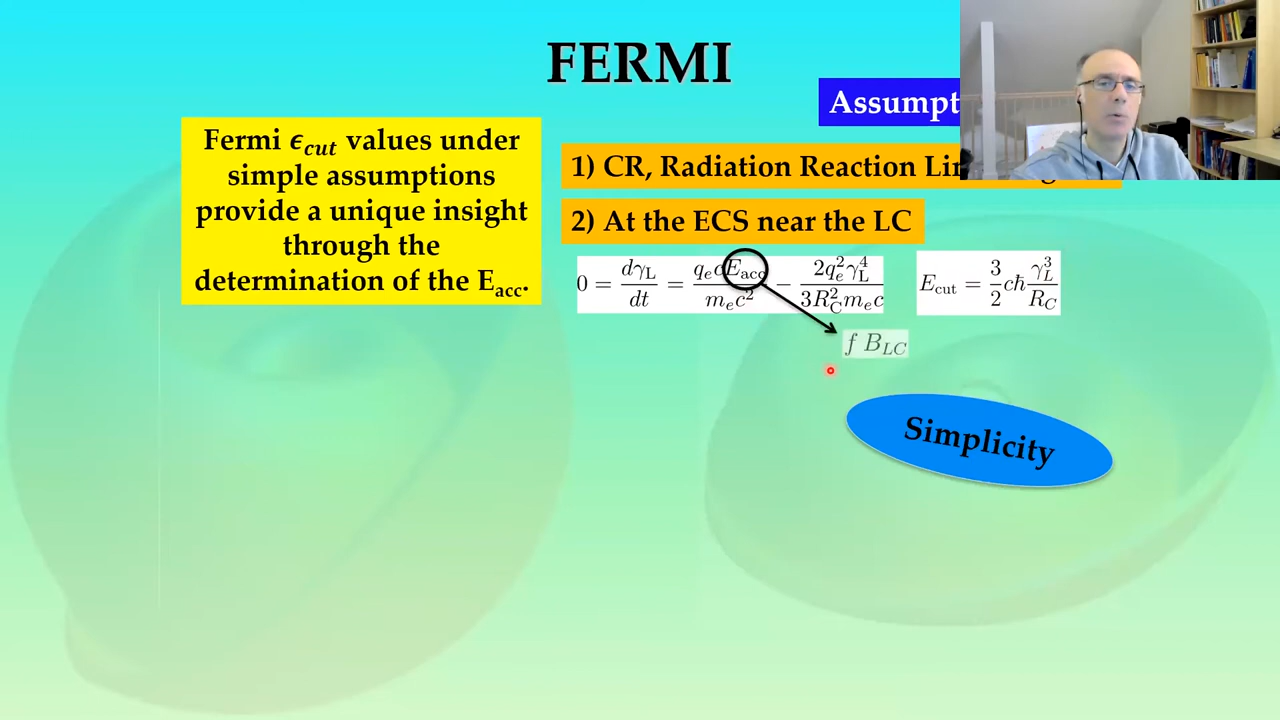 FERMI
Assumpt
Fermi ϵ_cut values under
simple assumptions
provide a unique insight
through the
determination of the E_acc.
1) CR, Radiation Reaction
2) At the ECS near the LC
0 = dγ_L/dt = q_e c E_acc / m_e c^2 − 2q_e^2 γ_L^4 / 3R_C^2 m_e c
E_cut = 3/2 cħ γ_L^3/R_C
f B_LC
Simplicity